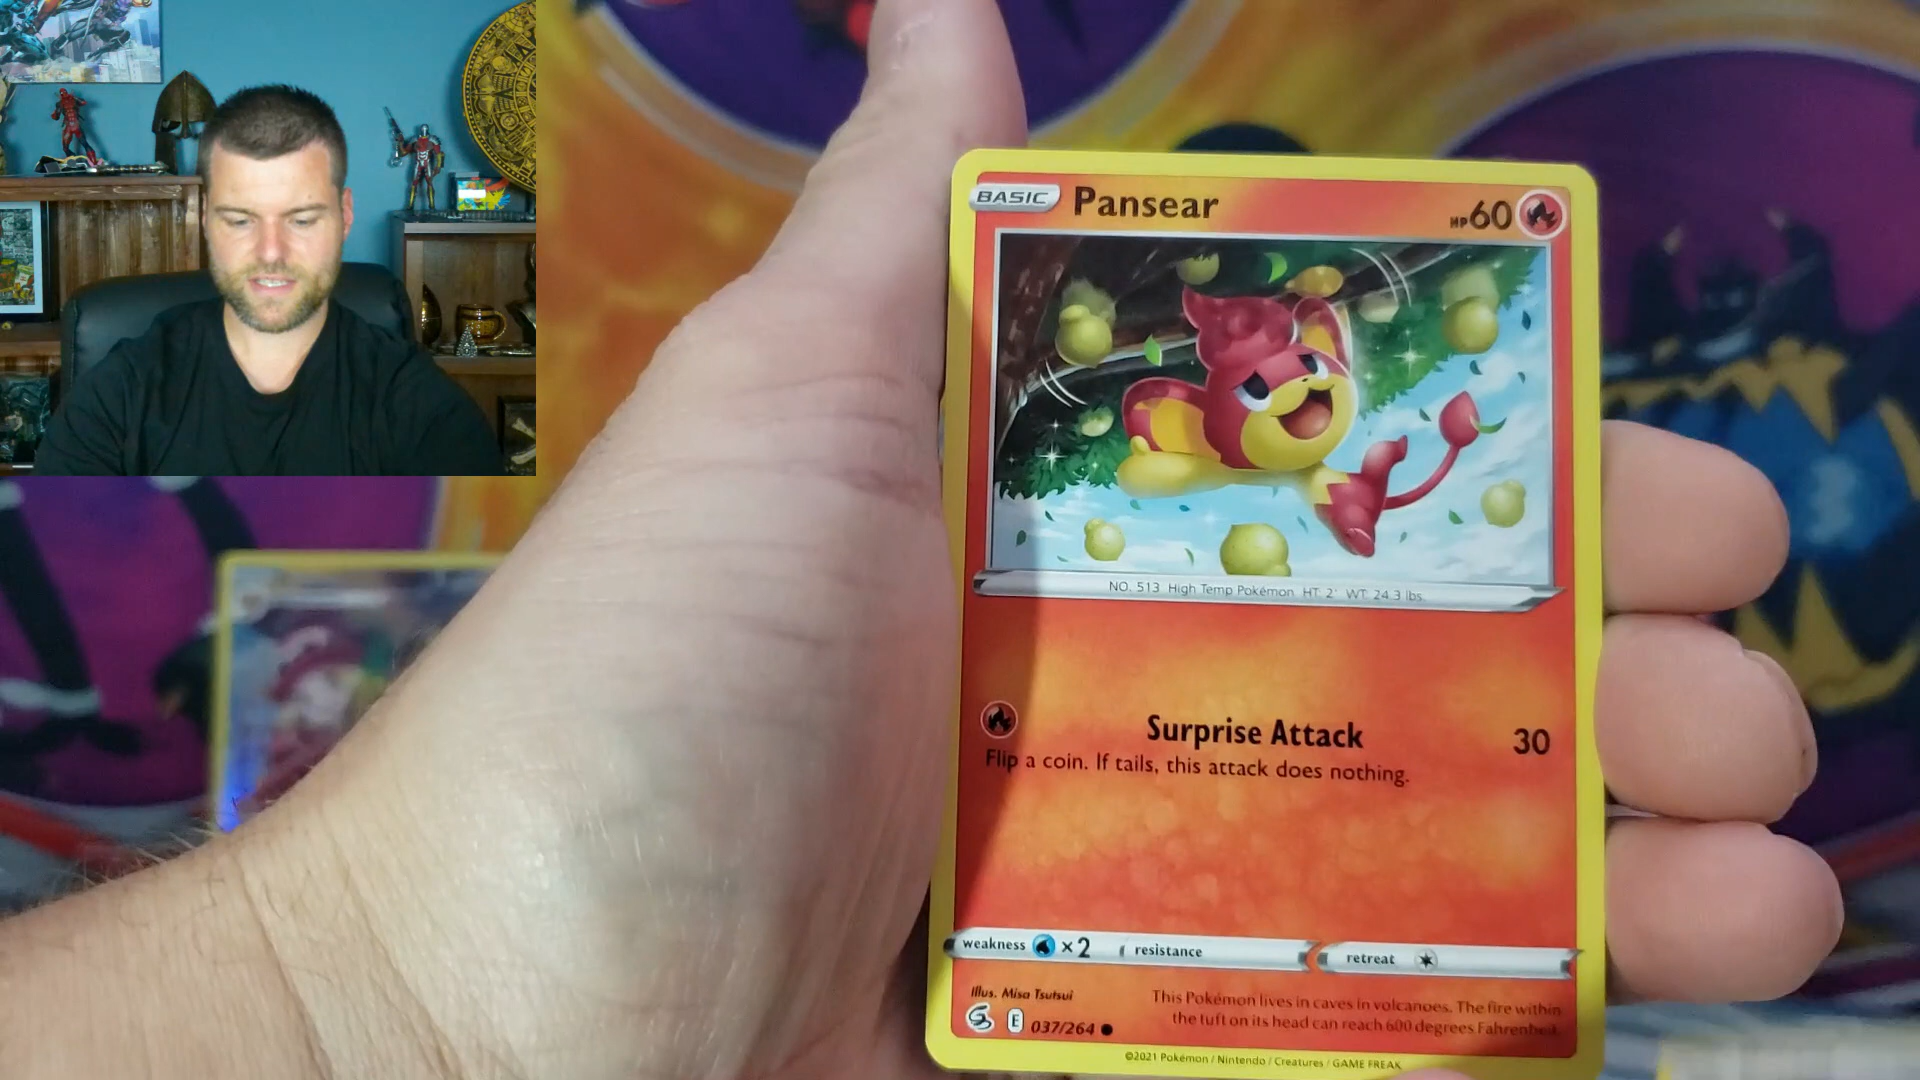 BASIC Pansear HP60
NO. 513 High Temp Pokémon HT: 2' WT: 24.3 lbs.
Surprise Attack 30
Flip a coin. If tails, this attack does nothing.
weakness ×2 resistance retreat
Illus. Misa Tsutsui
This Pokémon lives in caves in volcanoes. The fire within
the tuft on its head can reach 600 degrees Fahrenheit.
E 037/264
©2021 Pokémon / Nintendo / Creatures / GAME FREAK